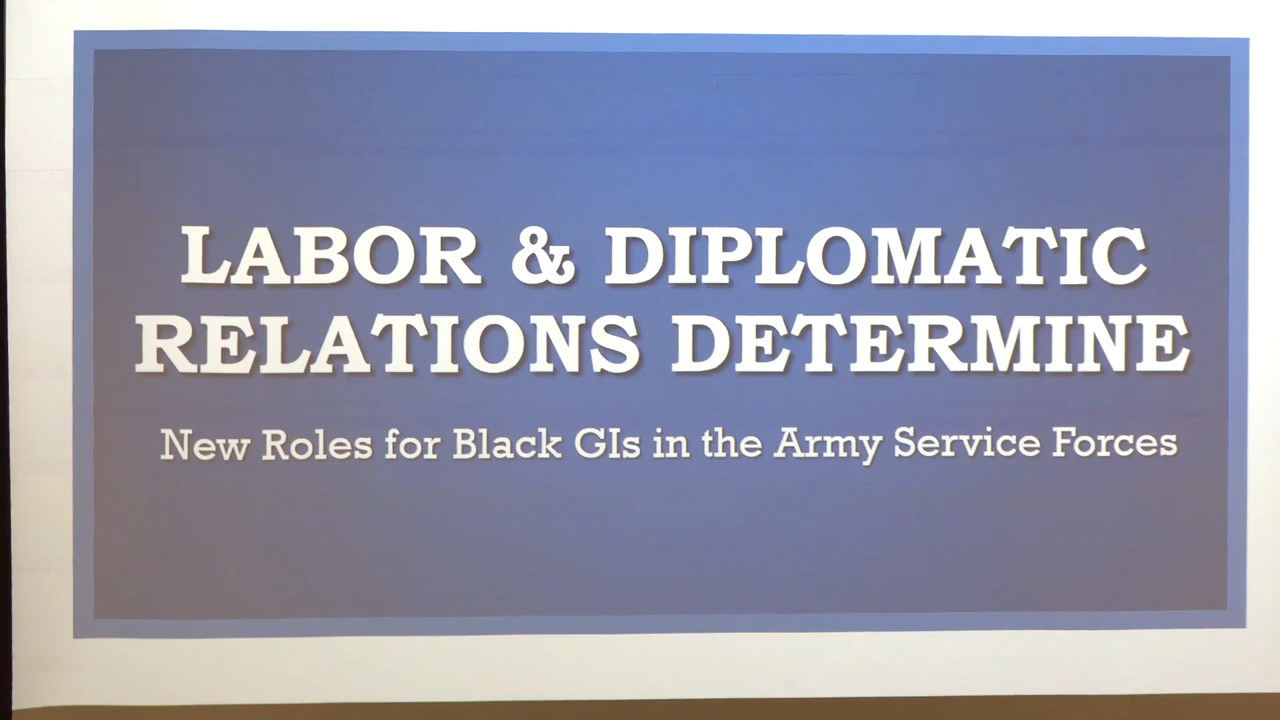 LABOR & DIPLOMATIC
RELATIONS DETERMINE
New Roles for Black GIs in the Army Service Forces